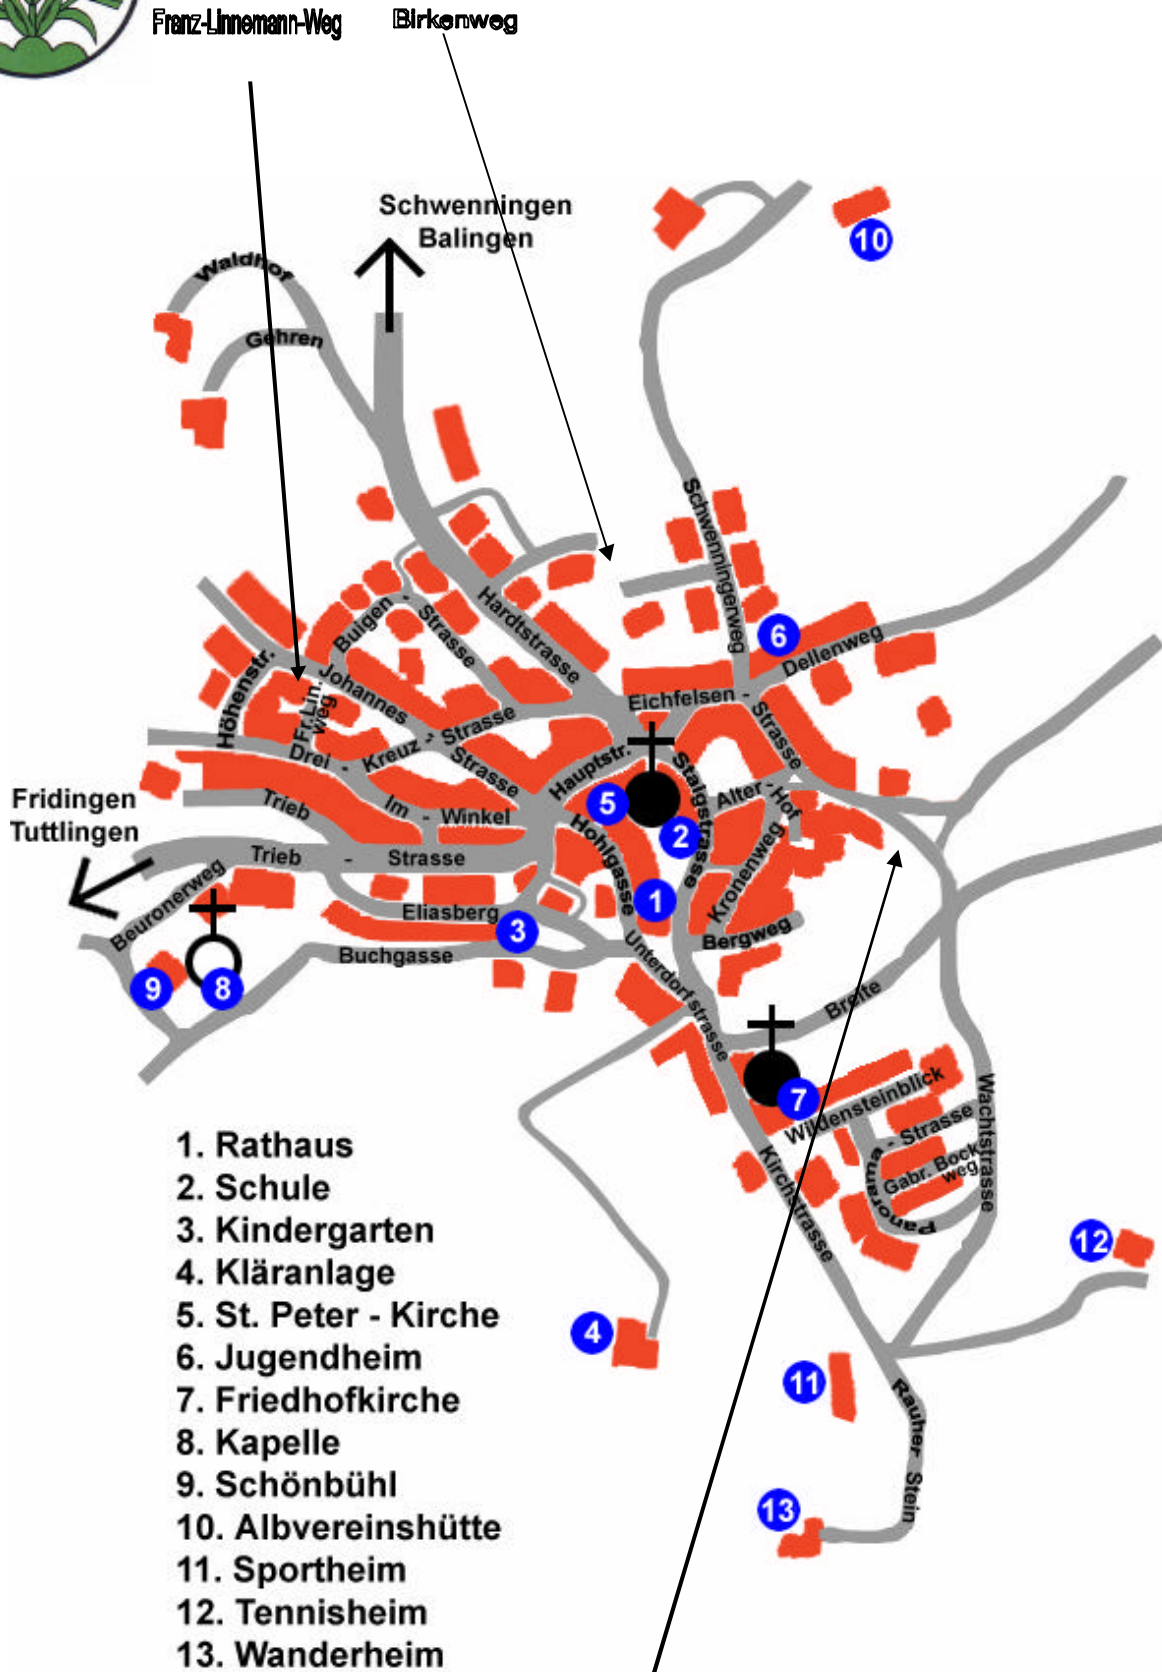 Franz-Linnemann-Weg
Birkenweg
Schwenningen
Balingen
10
Waldhof
Gehren
Schwenningerweg
Hardtstrasse
Bulgen - Strasse
6
Dellenweg
Höhenstr.
Johannes - Strasse
Fr.Lin.
weg
Eichfelsen - Strasse
Drei - Kreuz - Strasse
Hauptstr.
Fridingen
Tuttlingen
Trieb
Im - Winkel
5
2
Staigstrasse
Alter - Hof
Hohlgasse
Kronenweg
Trieb - Strasse
1
Beuronerweg
Eliasberg
3
Bergweg
Buchgasse
Unterdorfstrasse
9
8
Breite
7
Wildensteinblick
Panorama - Strasse
Gabr. Bock
weg
Wachtstrasse
Kirchstrasse
12
4
11
Rauher Stein
13
1. Rathaus
2. Schule
3. Kindergarten
4. Kläranlage
5. St. Peter - Kirche
6. Jugendheim
7. Friedhofkirche
8. Kapelle
9. Schönbühl
10. Albvereinshütte
11. Sportheim
12. Tennisheim
13. Wanderheim